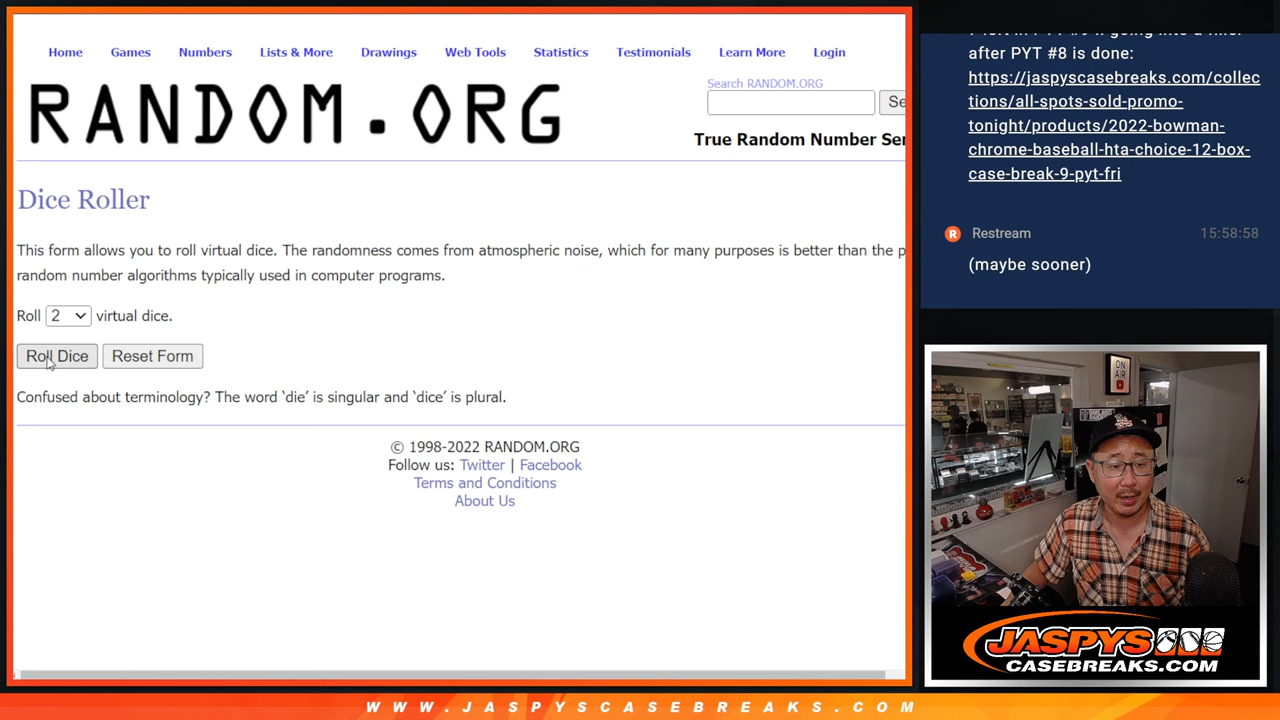 Home Games Numbers Lists & More Drawings Web Tools Statistics Testimonials Learn More Login
RANDOM.ORG
Search RANDOM.ORG
Se
True Random Number Ser
Dice Roller
This form allows you to roll virtual dice. The randomness comes from atmospheric noise, which for many purposes is better than the p
random number algorithms typically used in computer programs.
Roll 2 virtual dice.
Roll Dice Reset Form
Confused about terminology? The word ‘die’ is singular and ‘dice’ is plural.
© 1998-2022 RANDOM.ORG
Follow us: Twitter | Facebook
Terms and Conditions
About Us
after PYT #8 is done:
https://jaspyscasebreaks.com/collec
tions/all-spots-sold-promo-
tonight/products/2022-bowman-
chrome-baseball-hta-choice-12-box-
case-break-9-pyt-fri
R Restream 15:58:58
(maybe sooner)
ON
AIR
JASPYS
CASEBREAKS.COM
WWW.JASPYSCASEBREAKS.COM